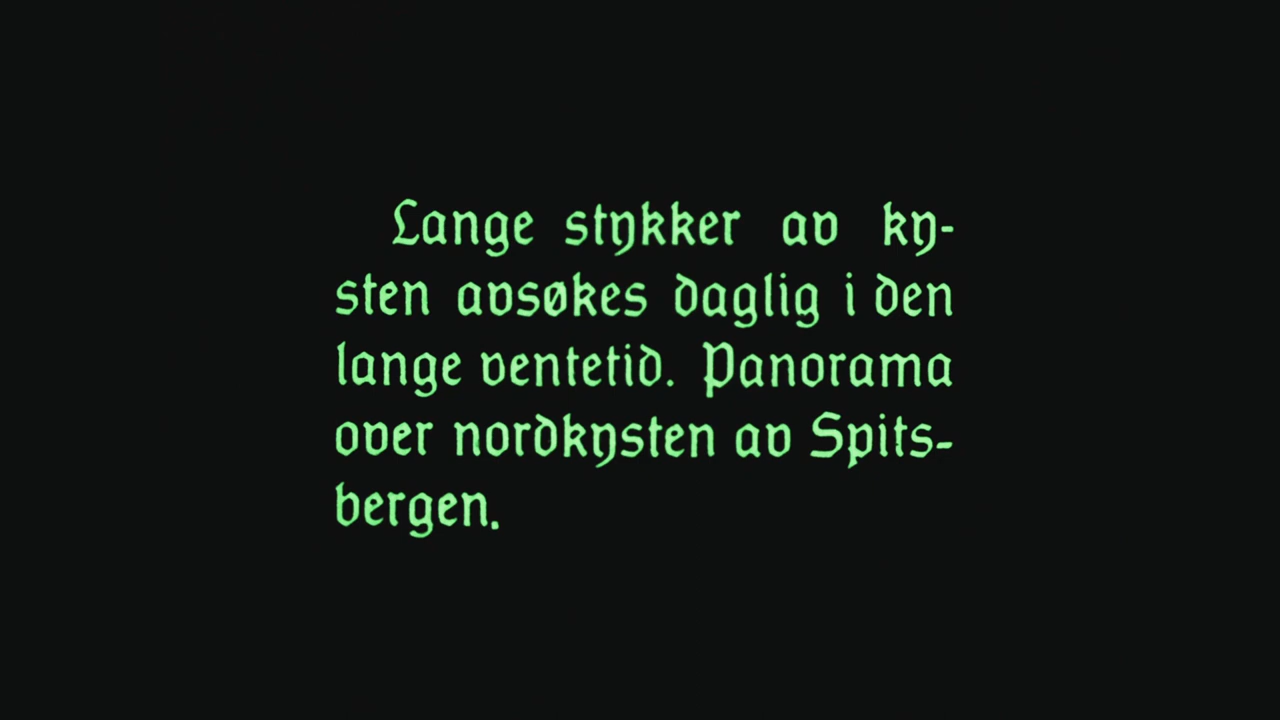 Lange stykker av ky-
sten avsøkes daglig i den
lange ventetid. Panorama
over nordkysten av Spits-
bergen.